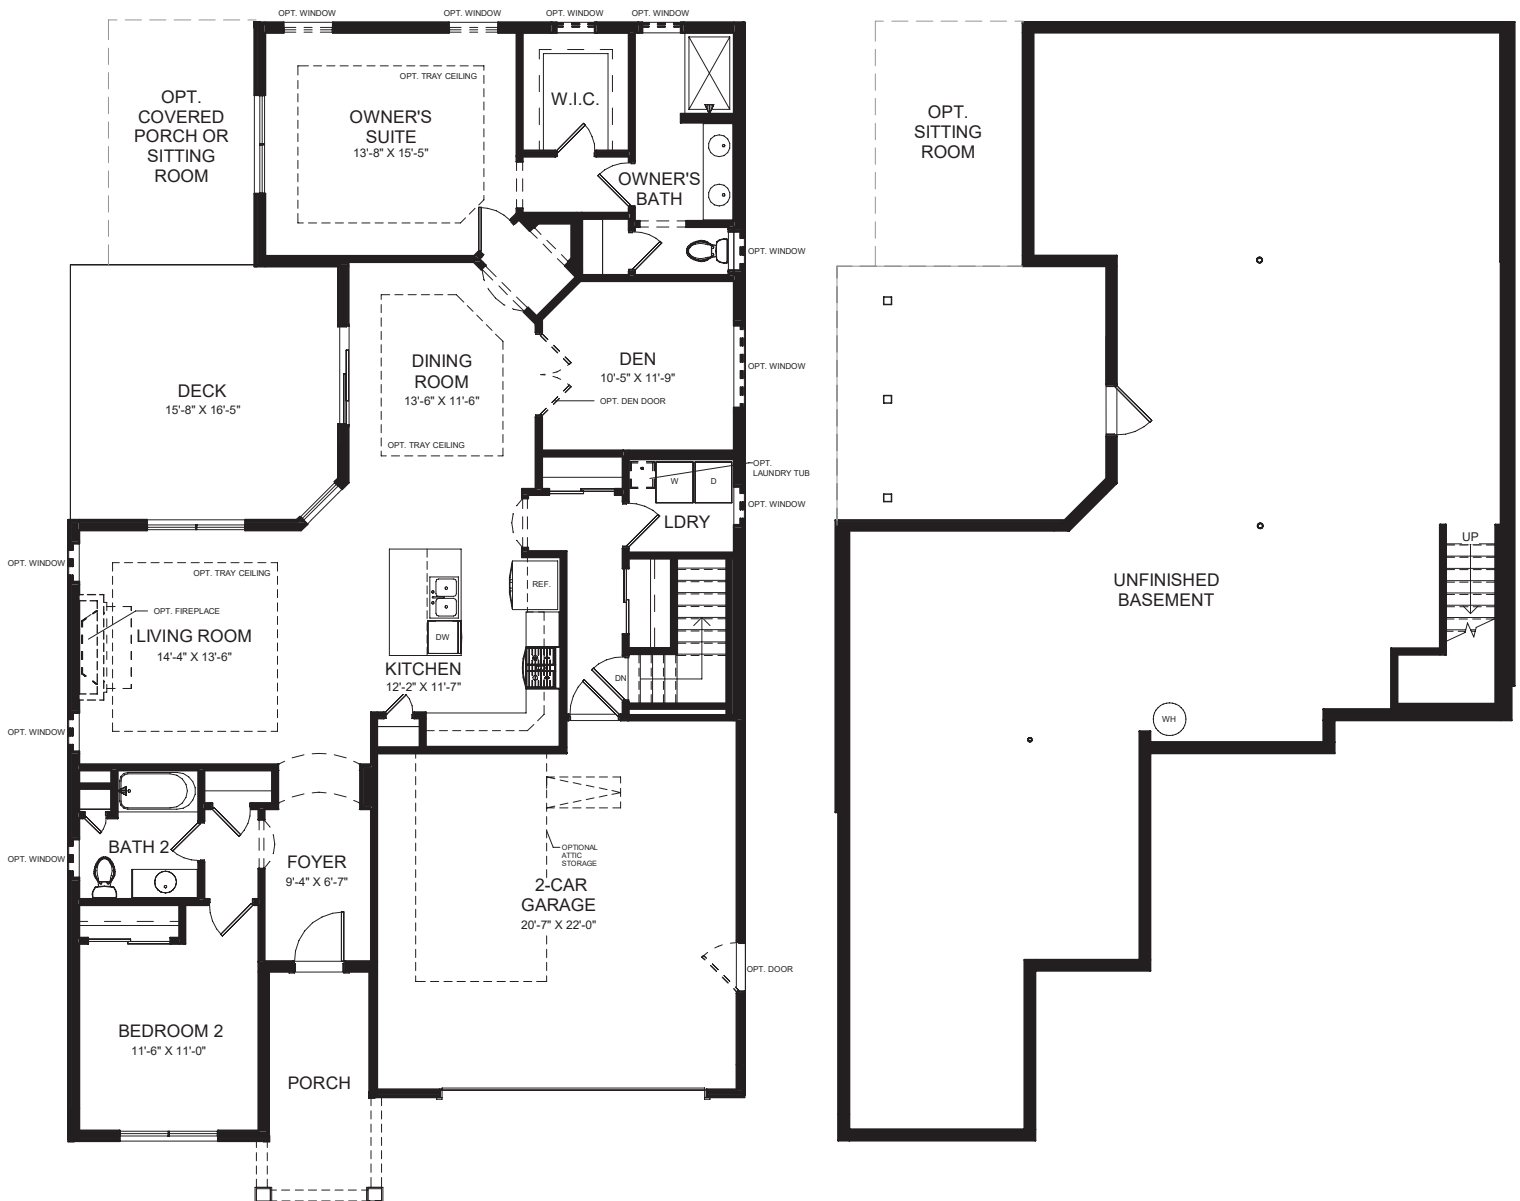 OPT. WINDOW
OPT. WINDOW
OPT. WINDOW
OPT. WINDOW
OPT.
COVERED
PORCH OR
SITTING
ROOM
OPT. TRAY CEILING
OWNER'S
SUITE
13'-8" X 15'-5"
W.I.C.
OWNER'S
BATH
OPT. WINDOW
DECK
15'-8" X 16'-5"
DINING
ROOM
13'-6" X 11'-6"
OPT. TRAY CEILING
DEN
10'-5" X 11'-9"
OPT. DEN DOOR
OPT. WINDOW
OPT.
LAUNDRY TUB
W
D
OPT. WINDOW
LDRY
OPT. WINDOW
OPT. TRAY CEILING
OPT. FIREPLACE
LIVING ROOM
14'-4" X 13'-6"
REF.
DW
KITCHEN
12'-2" X 11'-7"
DN
OPT. WINDOW
OPT. WINDOW
BATH 2
FOYER
9'-4" X 6'-7"
OPTIONAL
ATTIC
STORAGE
2-CAR
GARAGE
20'-7" X 22'-0"
OPT. DOOR
BEDROOM 2
11'-6" X 11'-0"
PORCH
OPT.
SITTING
ROOM
UP
UNFINISHED
BASEMENT
WH